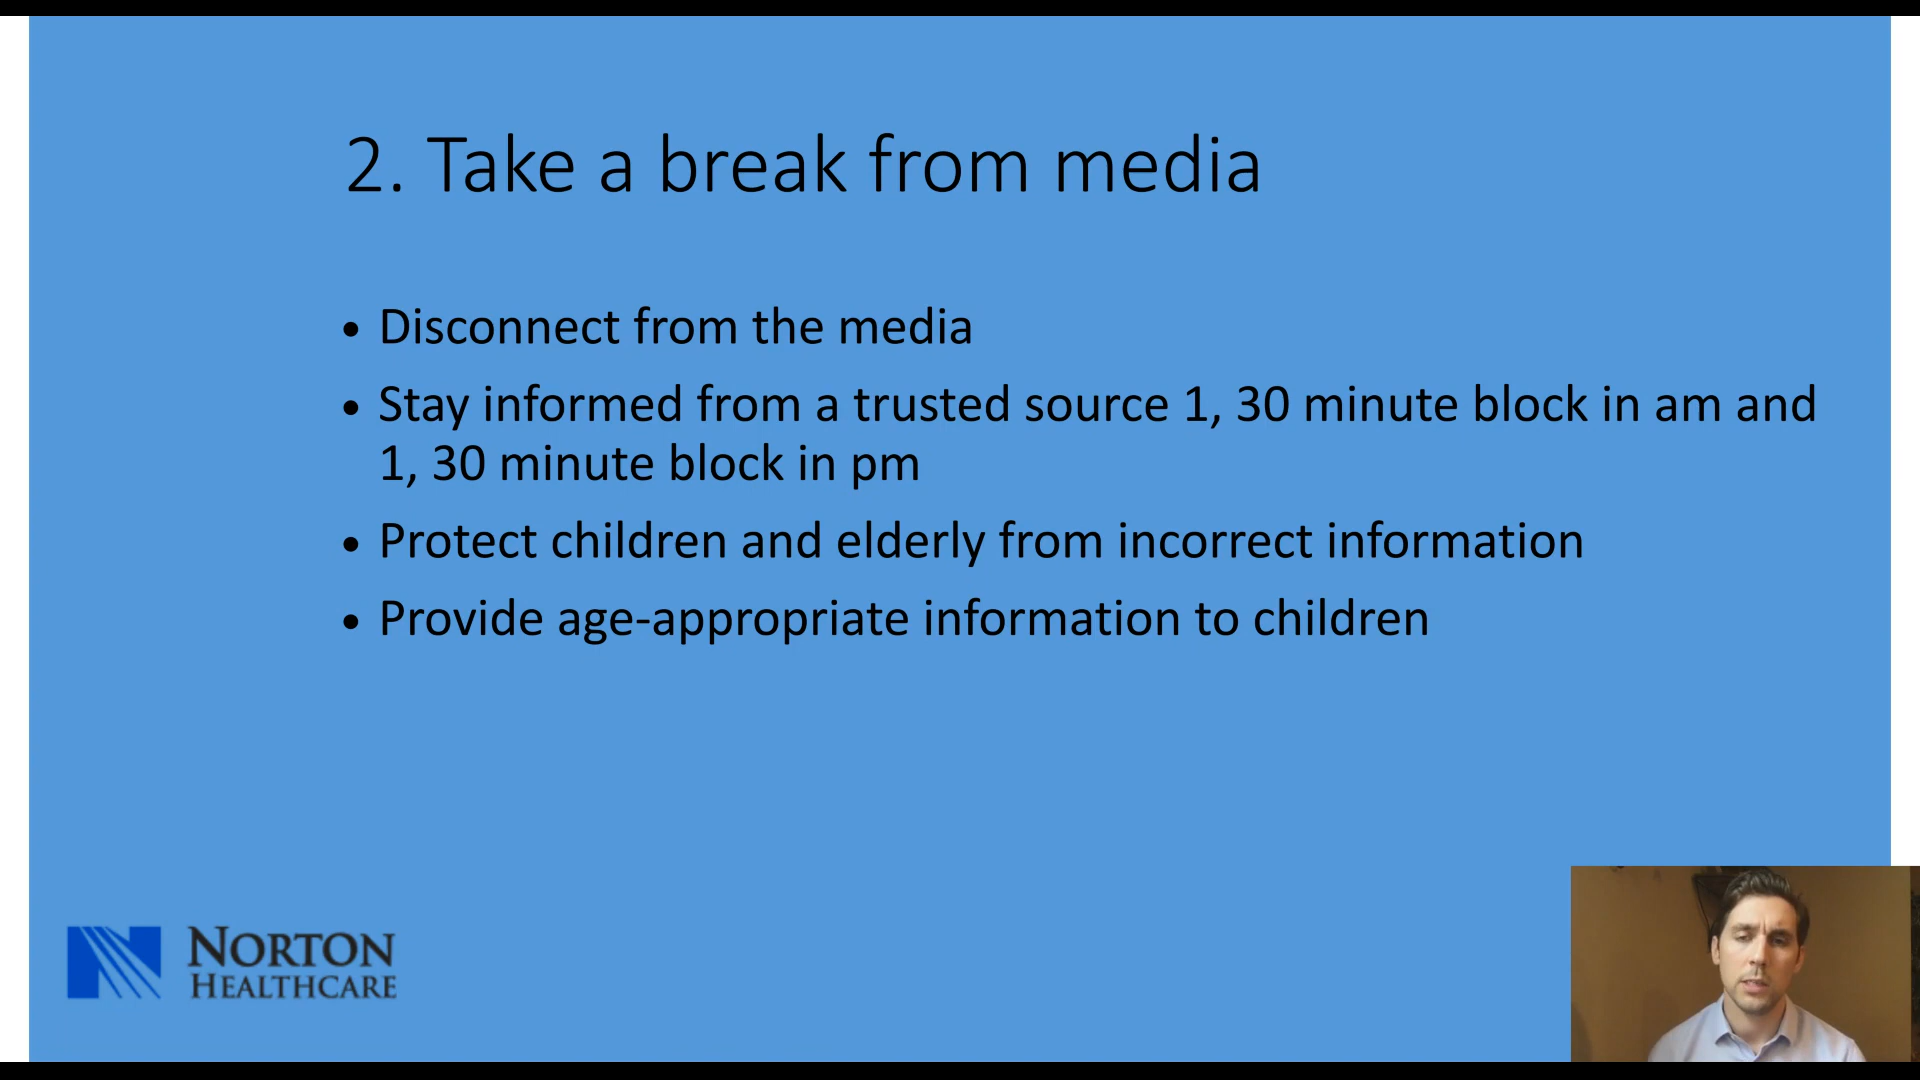 2. Take a break from media
• Disconnect from the media
• Stay informed from a trusted source 1, 30 minute block in am and
1, 30 minute block in pm
• Protect children and elderly from incorrect information
• Provide age-appropriate information to children
NORTON
HEALTHCARE